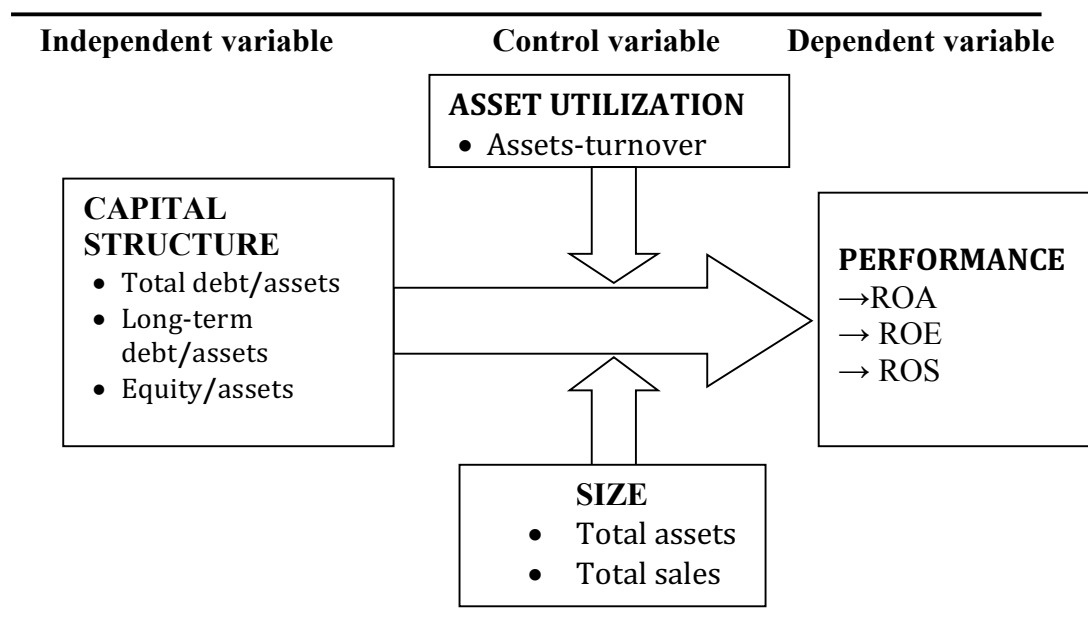 Independent variable
Control variable
Dependent variable
ASSET UTILIZATION
• Assets-turnover
CAPITAL
STRUCTURE
• Total debt/assets
• Long-term
debt/assets
• Equity/assets
PERFORMANCE
→ROA
→ ROE
→ ROS
SIZE
• Total assets
• Total sales